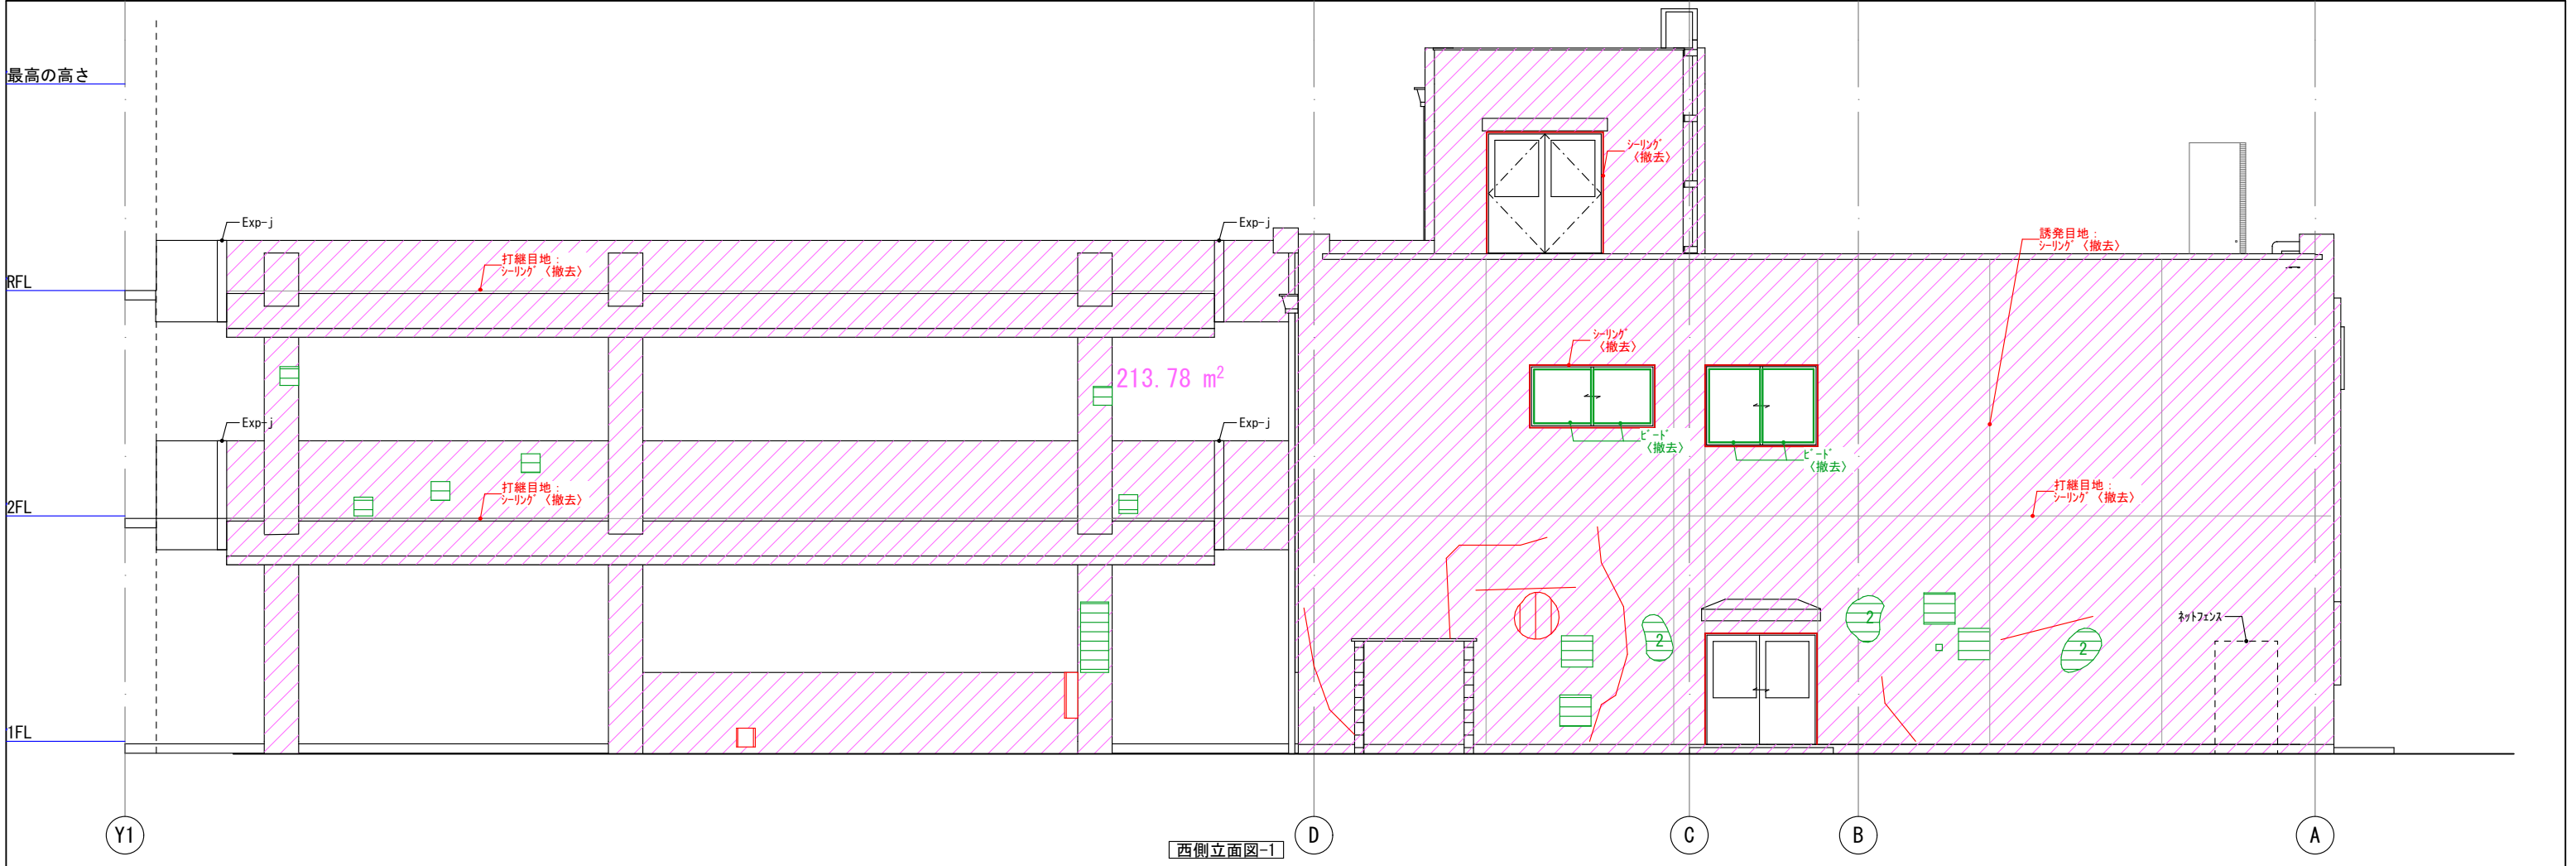 最高の高さ
シーリング
〈撤去〉
Exp-j
Exp-j
誘発目地：
シーリング〈撤去〉
打継目地：
シーリング〈撤去〉
RFL
シーリング
〈撤去〉
213.78 m²
Exp-j
Exp-j
ビード
〈撤去〉
ビード
〈撤去〉
打継目地：
シーリング〈撤去〉
打継目地：
シーリング〈撤去〉
2FL
2
2
2
ネットフェンス
1FL
Y1
D
C
B
A
西側立面図-1